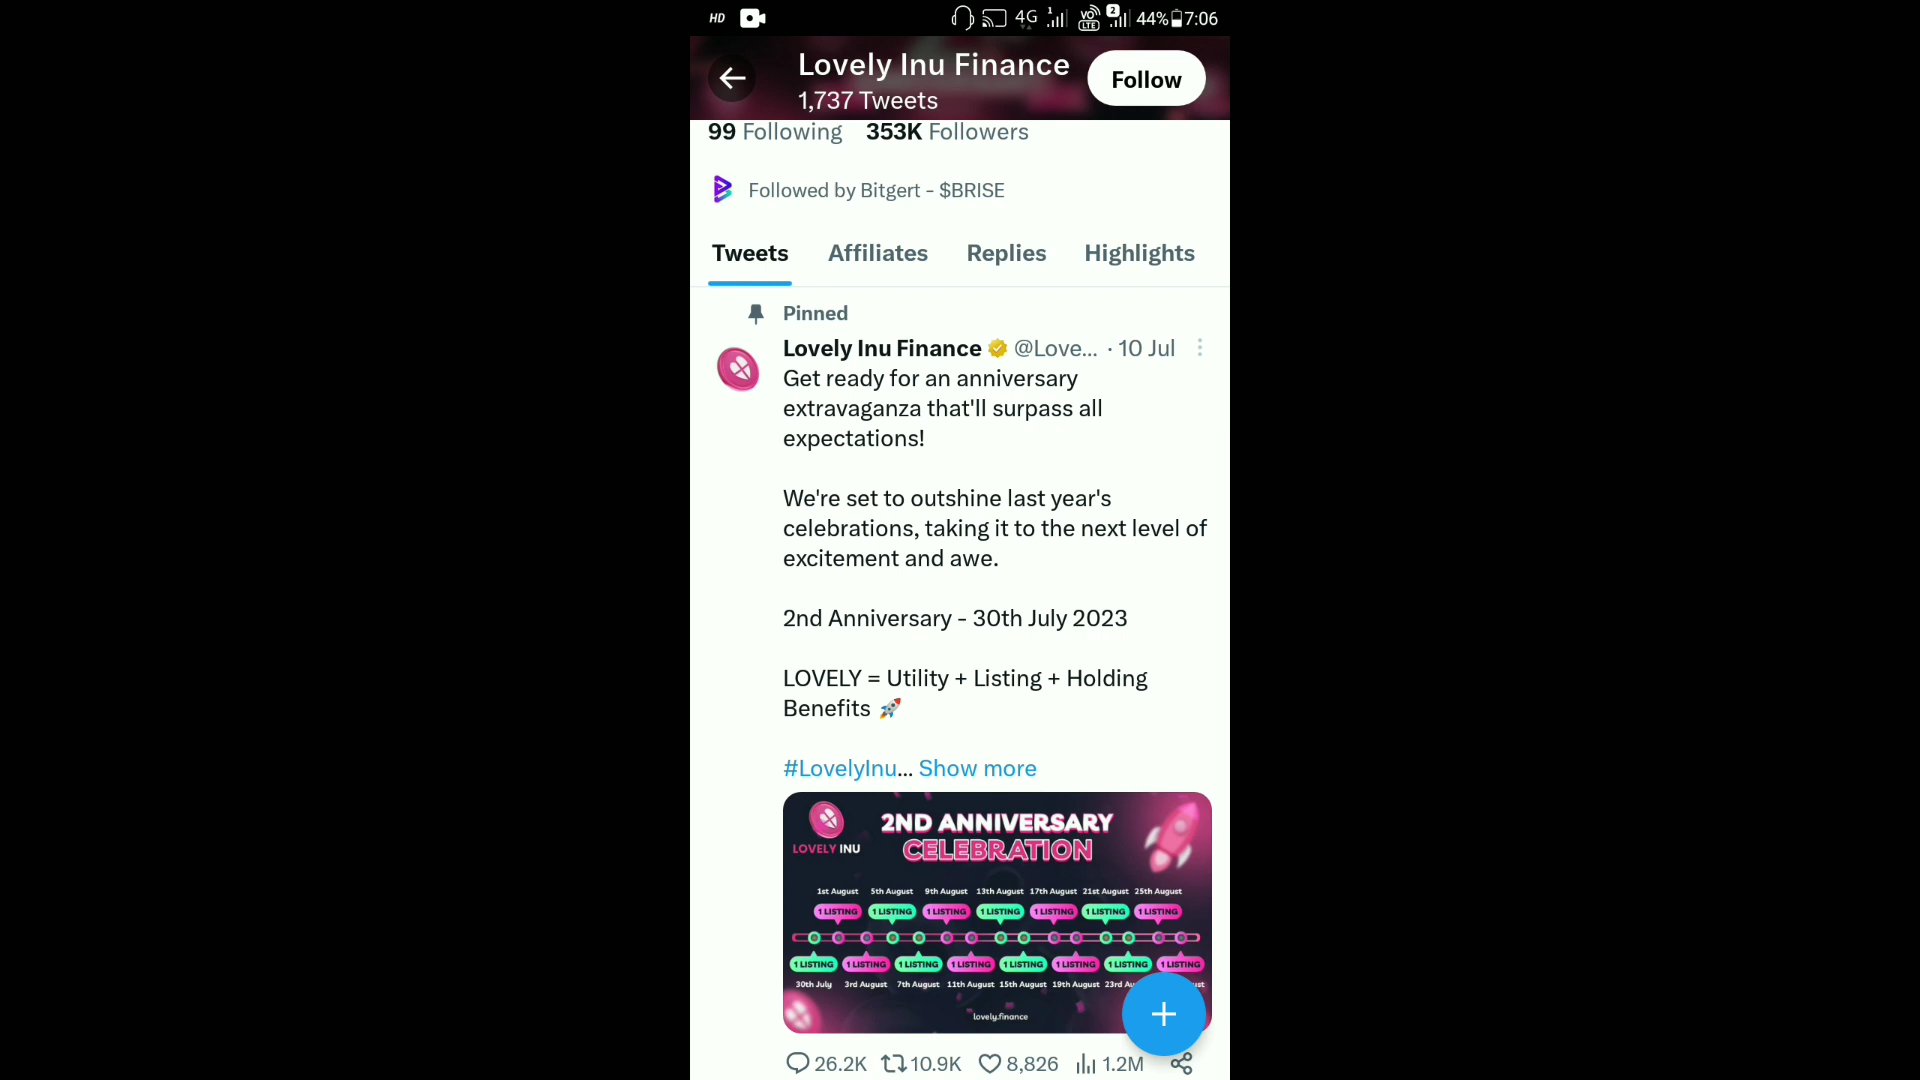 HD 4G 1 VO LTE 2 44% 7:06
Lovely Inu Finance
Follow
1,737 Tweets
99 Following 353K Followers
Followed by Bitgert - $BRISE
Tweets Affiliates Replies Highlights
Pinned
Lovely Inu Finance @Love... · 10 Jul
Get ready for an anniversary
extravaganza that'll surpass all
expectations!
We're set to outshine last year's
celebrations, taking it to the next level of
excitement and awe.
2nd Anniversary - 30th July 2023
LOVELY = Utility + Listing + Holding
Benefits 🚀
#LovelyInu... Show more
2ND ANNIVERSARY
CELEBRATION
LOVELY INU
1st August 5th August 9th August 13th August 17th August 21st August 25th August
1 LISTING 1 LISTING 1 LISTING 1 LISTING 1 LISTING 1 LISTING 1 LISTING
1 LISTING 1 LISTING 1 LISTING 1 LISTING 1 LISTING 1 LISTING 1 LISTING 1 LISTING
30th July 3rd August 7th August 11th August 15th August 19th August 23rd
lovely.finance
26.2K 10.9K 8,826 1.2M